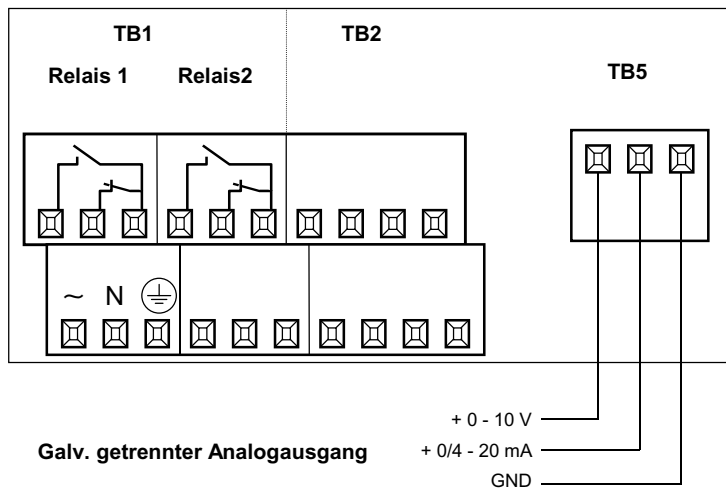 TB1 TB2
TB5
Relais 1 Relais2
~ N
+ 0 - 10 V
Galv. getrennter Analogausgang + 0/4 - 20 mA
GND